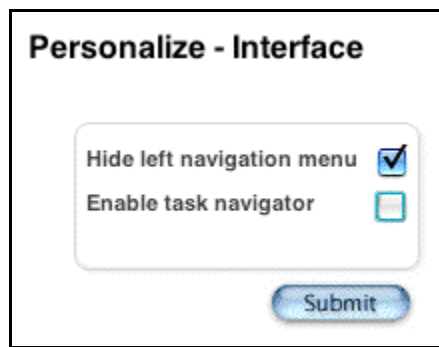 Personalize - Interface
Hide left navigation menu
Enable task navigator
Submit